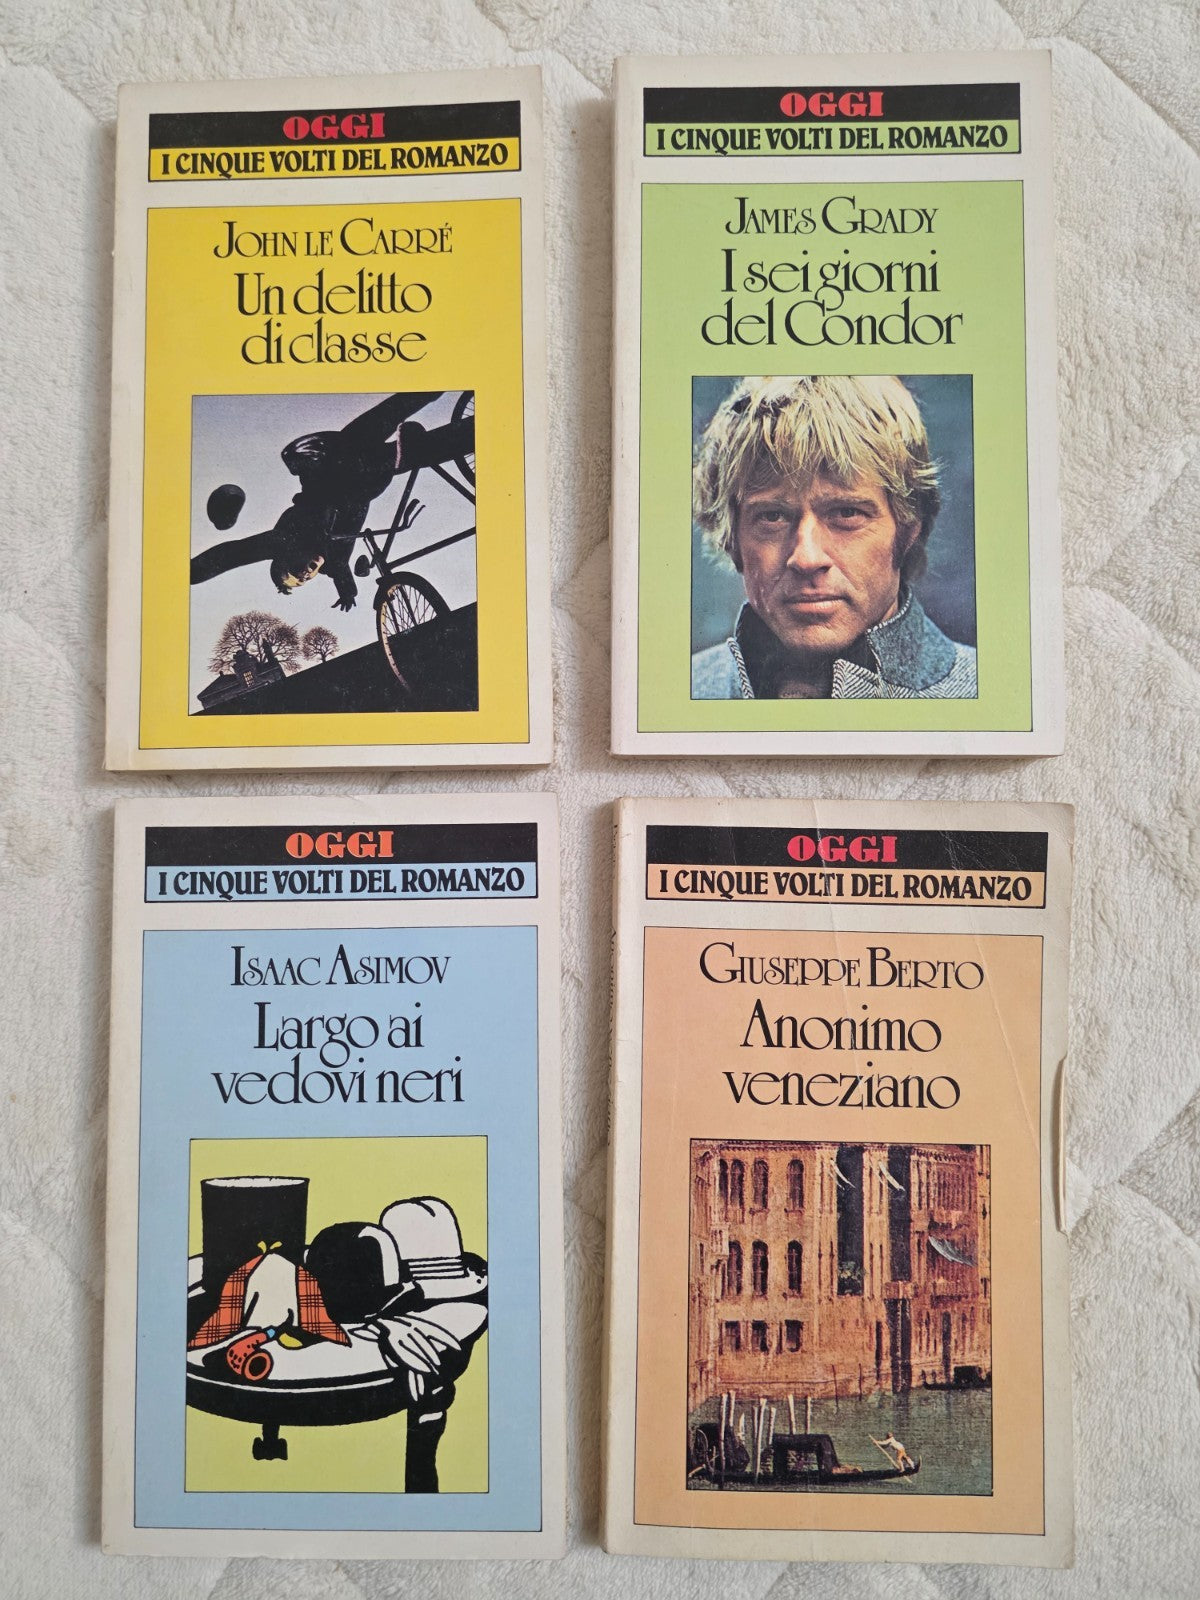 OGGI
I CINQUE VOLTI DEL ROMANZO
JOHN LE CARRÉ
Un delitto
di classe
OGGI
I CINQUE VOLTI DEL ROMANZO
JAMES GRADY
I sei giorni
del Condor
OGGI
I CINQUE VOLTI DEL ROMANZO
ISAAC ASIMOV
Largo ai
vedovi neri
OGGI
I CINQUE VOLTI DEL ROMANZO
GIUSEPPE BERTO
Anonimo
veneziano